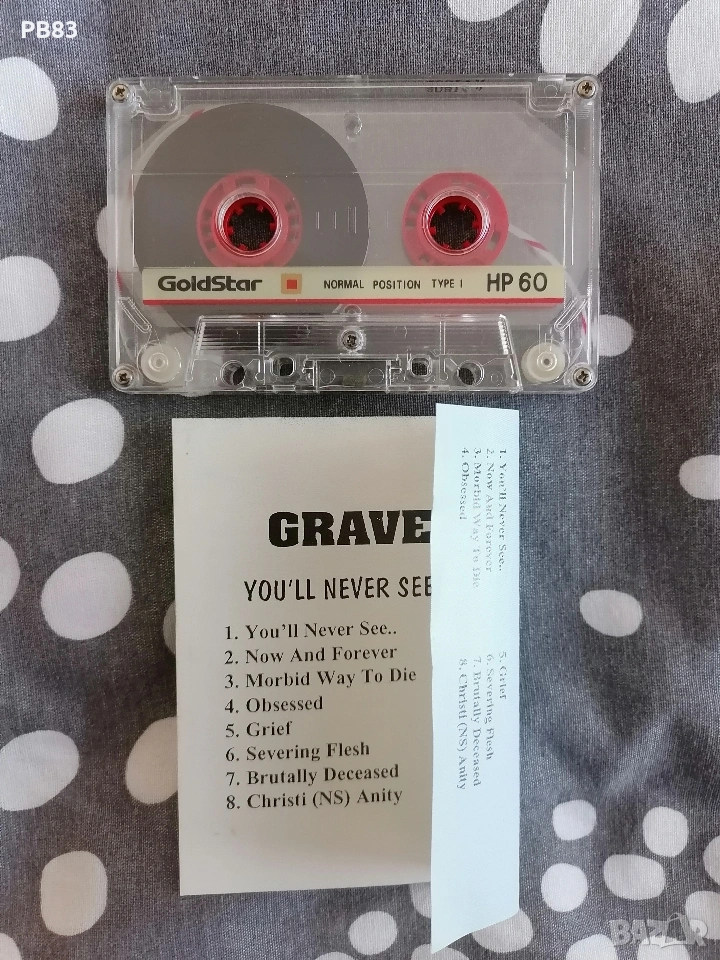 PB83
GoldStar NORMAL POSITION TYPE I HP 60
GRAVE
YOU'LL NEVER SEE
1. You'll Never See..
2. Now And Forever
3. Morbid Way To Die
4. Obsessed
5. Grief
6. Severing Flesh
7. Brutally Deceased
8. Christi (NS) Anity
1. You'll Never See..
2. Now And Forever
3. Morbid Way To Die
4. Obsessed
5. Grief
6. Severing Flesh
7. Brutally Deceased
8. Christi (NS) Anity
BAZAR